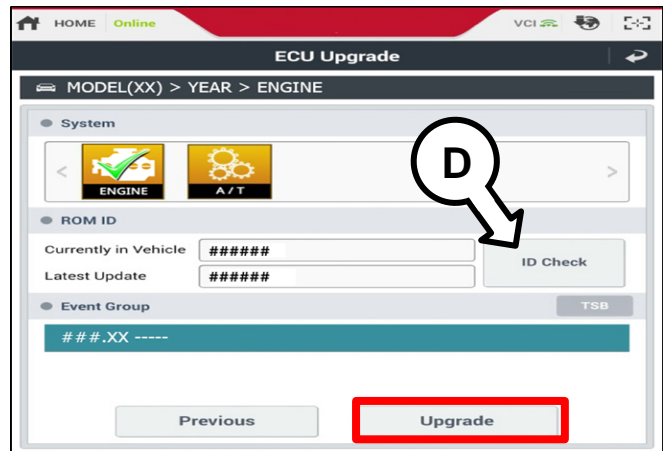 HOME Online VCI
ECU Upgrade
MODEL(XX) > YEAR > ENGINE
System
< ENGINE A/T >
D
ROM ID
Currently in Vehicle ######
Latest Update ######
ID Check
Event Group TSB
###.XX -----
Previous Upgrade